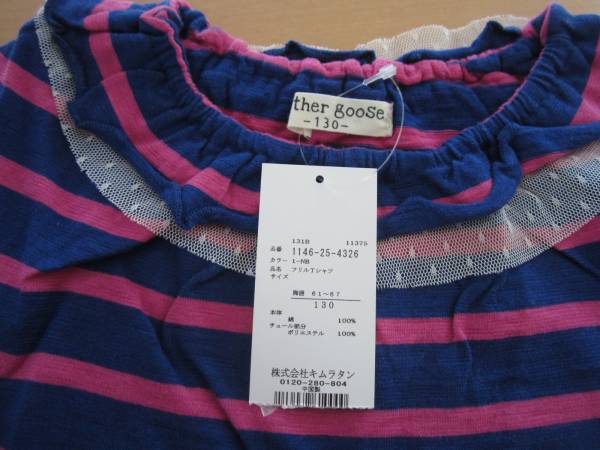 ther goose
-130-
131B 11375
品番 1146-25-4326
カラー 1-NB
品名 フリルTシャツ
サイズ
胸囲 61~67
130
本体
綿 100%
チュール部分
ポリエステル 100%
株式会社キムラタン
0120-280-804
中国製